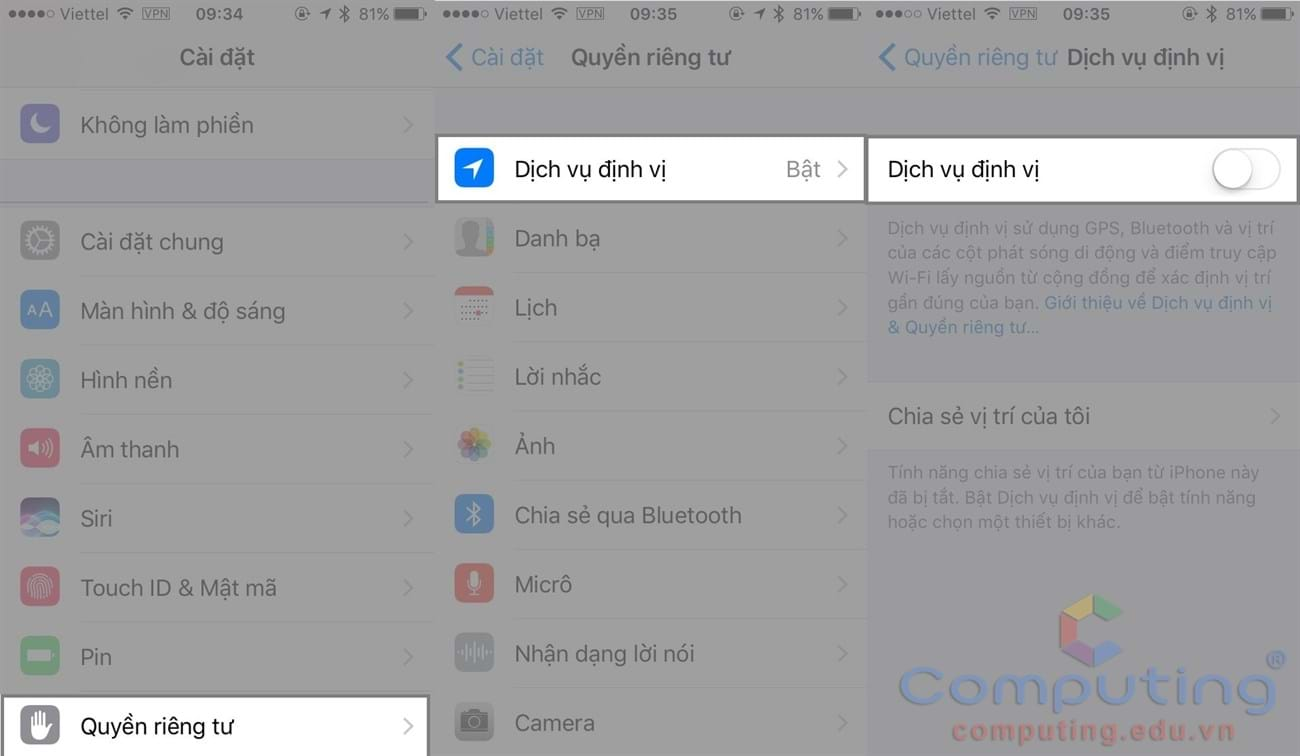 Viettel VPN 09:34 81%
Cài đặt
Không làm phiền
Cài đặt chung
AA Màn hình & độ sáng
Hình nền
Âm thanh
Siri
Touch ID & Mật mã
Pin
Quyền riêng tư
Viettel VPN 09:35 81%
Cài đặt Quyền riêng tư
Dịch vụ định vị Bật
Danh bạ
Lịch
Lời nhắc
Ảnh
Chia sẻ qua Bluetooth
Micrô
Nhận dạng lời nói
Camera
Viettel VPN 09:35 81%
Quyền riêng tư Dịch vụ định vị
Dịch vụ định vị
Dịch vụ định vị sử dụng GPS, Bluetooth và vị trí
của các cột phát sóng di động và điểm truy cập
Wi-Fi lấy nguồn từ cộng đồng để xác định vị trí
gần đúng của bạn. Giới thiệu về Dịch vụ định vị
& Quyền riêng tư...
Chia sẻ vị trí của tôi
Tính năng chia sẻ vị trí của bạn từ iPhone này
đã bị tắt. Bật Dịch vụ định vị để bật tính năng
hoặc chọn một thiết bị khác.
Computing®
computing.edu.vn